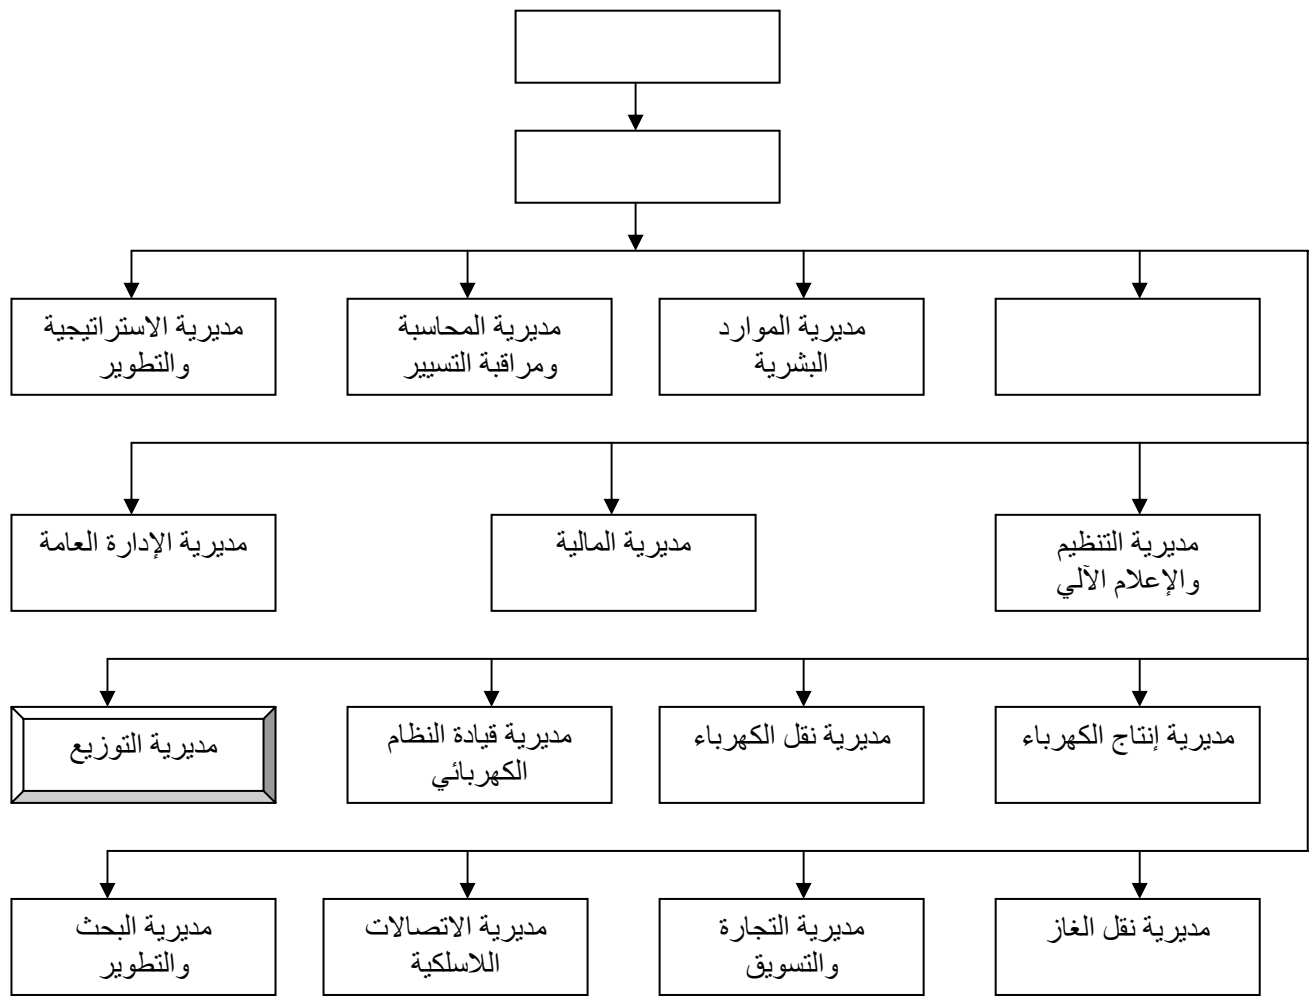 مديرية الموارد
البشرية
مديرية المحاسبة
ومراقبة التسيير
مديرية الاستراتيجية
والتطوير
مديرية التنظيم
والإعلام الآلي
مديرية المالية
مديرية الإدارة العامة
مديرية إنتاج الكهرباء
مديرية نقل الكهرباء
مديرية قيادة النظام
الكهربائي
مديرية التوزيع
مديرية نقل الغاز
مديرية التجارة
والتسويق
مديرية الاتصالات
اللاسلكية
مديرية البحث
والتطوير